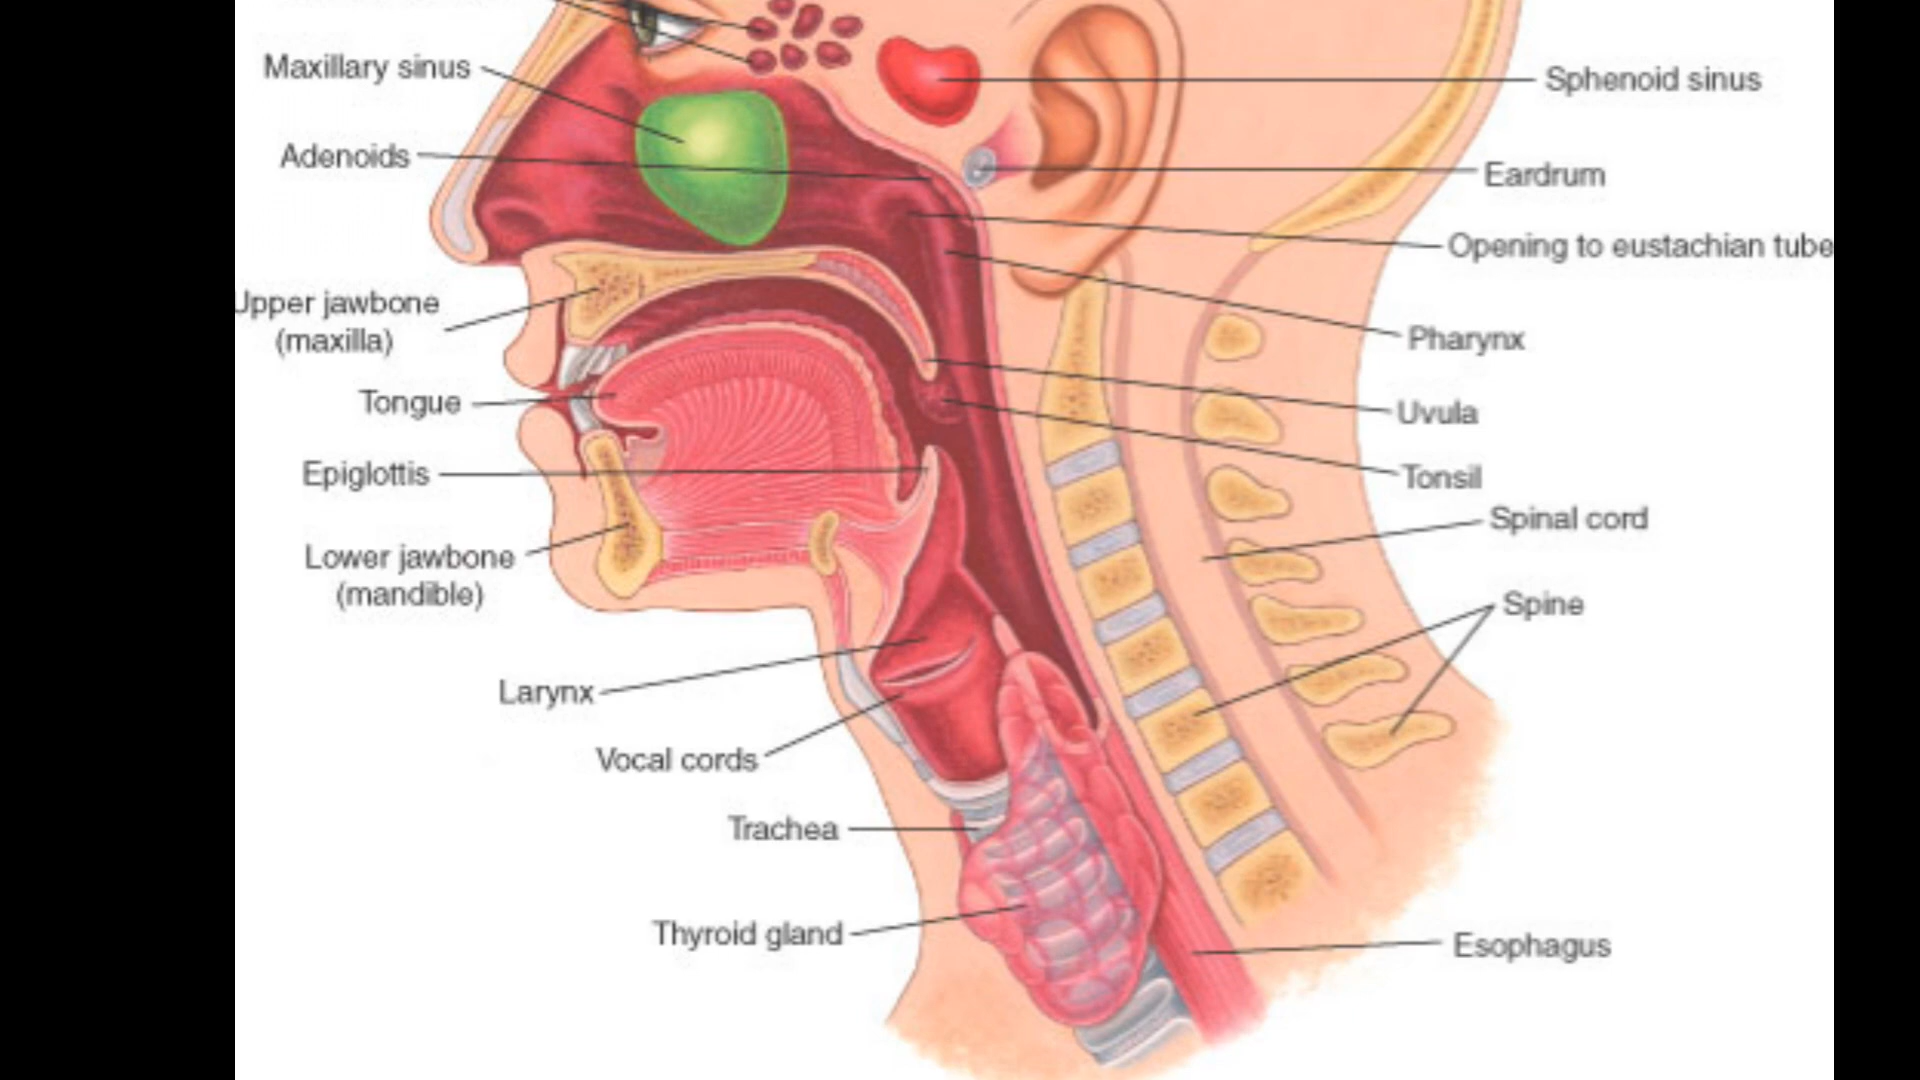 Maxillary sinus
Adenoids
Upper jawbone
(maxilla)
Tongue
Epiglottis
Lower jawbone
(mandible)
Larynx
Vocal cords
Trachea
Thyroid gland
Sphenoid sinus
Eardrum
Opening to eustachian tube
Pharynx
Uvula
Tonsil
Spinal cord
Spine
Esophagus